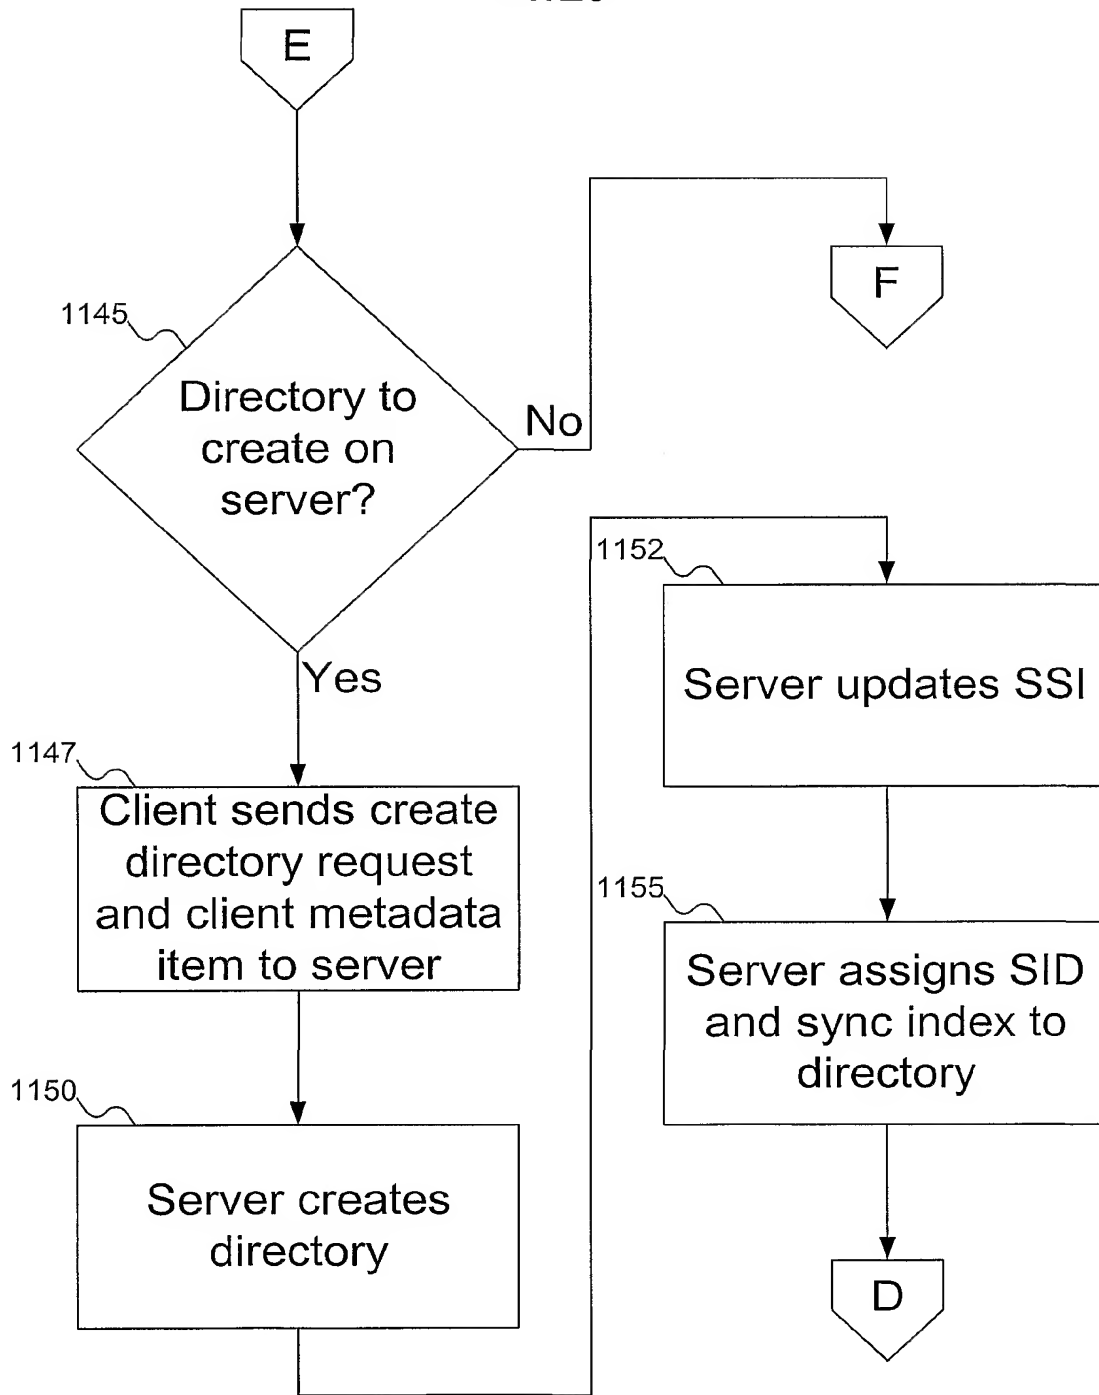 E
1145
Directory to
create on
server?
No
F
Yes
1147
Client sends create
directory request
and client metadata
item to server
1150
Server creates
directory
1152
Server updates SSI
1155
Server assigns SID
and sync index to
directory
D